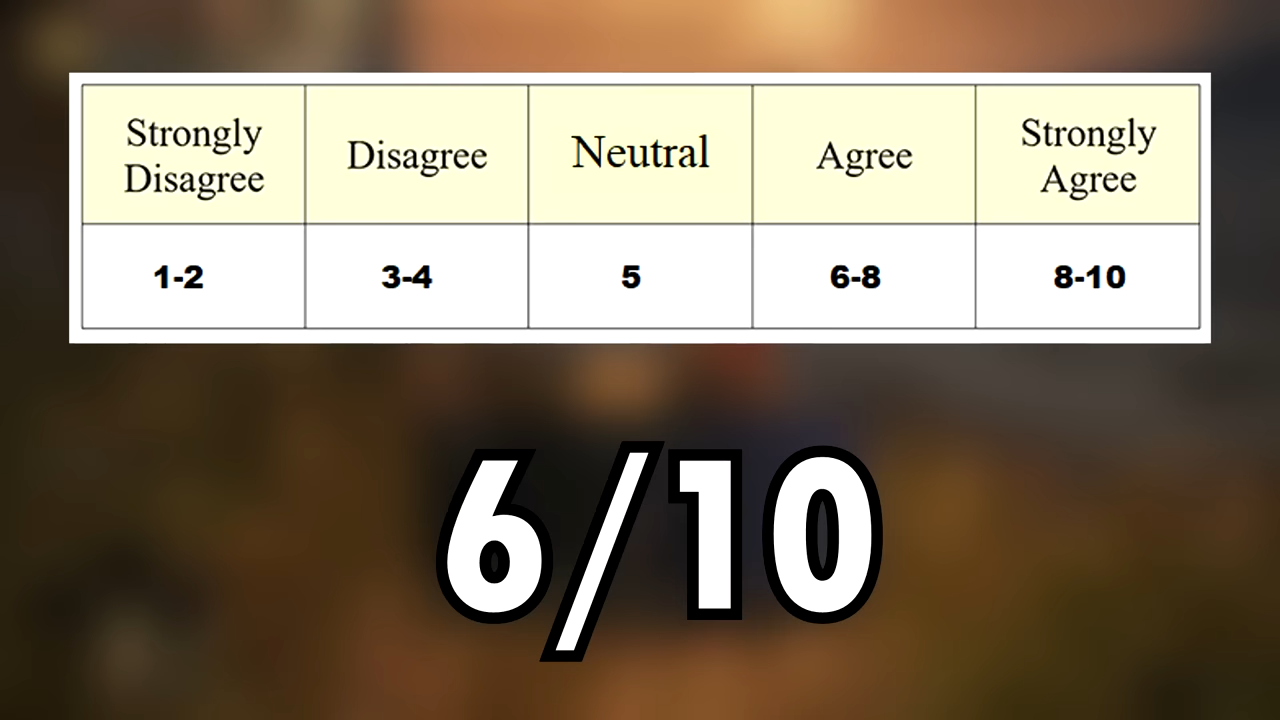 Strongly Disagree
Disagree
Neutral
Agree
Strongly Agree
1-2
3-4
5
6-8
8-10
6/10